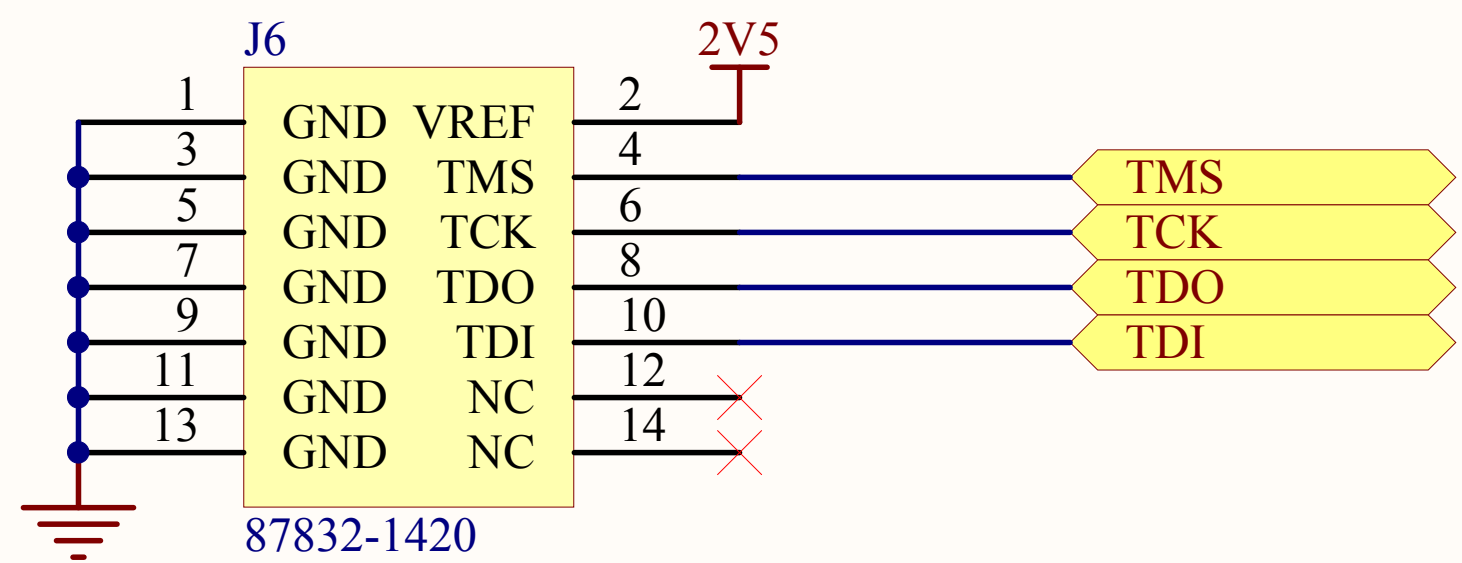 J6 2V5
1 2
GND VREF
3 4
GND TMS TMS
5 6
GND TCK TCK
7 8
GND TDO TDO
9 10
GND TDI TDI
11 12
GND NC
13 14
GND NC
87832-1420